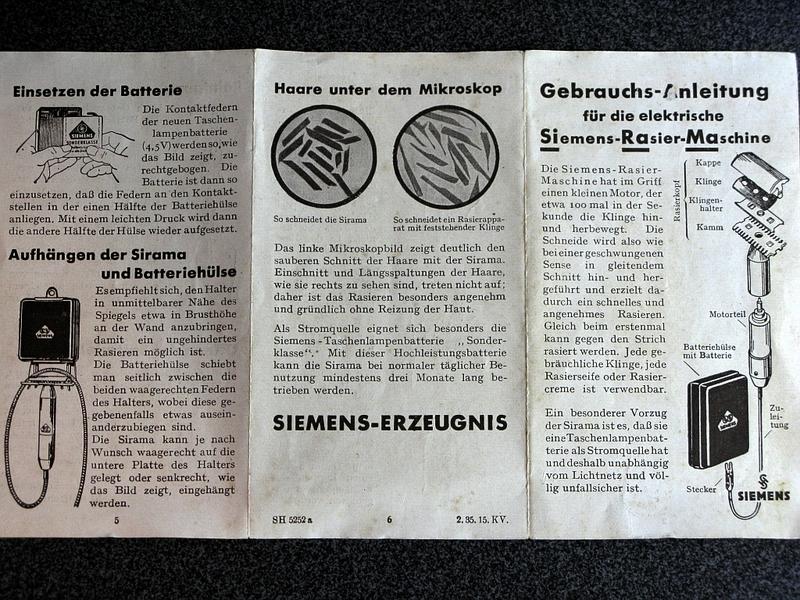 Einsetzen der Batterie
SIEMENS
SONDERKLASSE
Die Kontaktfedern
der neuen Taschen-
lampenbatterie
(4,5V) werden so, wie
das Bild zeigt, zu-
rechtgebogen. Die
Batterie ist dann so
einzusetzen, daß die Federn an den Kontakt-
stellen in der einen Hälfte der Batteriehülse
anliegen. Mit einem leichten Druck wird dann
die andere Hälfte der Hülse wieder aufgesetzt.
Aufhängen der Sirama
und Batteriehülse
Es empfiehlt sich, den Halter
in unmittelbarer Nähe des
Spiegels etwa in Brusthöhe
an der Wand anzubringen,
damit ein ungehindertes
Rasieren möglich ist.
Die Batteriehülse schiebt
man seitlich zwischen die
beiden waagerechten Federn
des Halters, wobei diese ge-
gebenenfalls etwas ausein-
anderzubiegen sind.
Die Sirama kann je nach
Wunsch waagerecht auf die
untere Platte des Halters
gelegt oder senkrecht, wie
das Bild zeigt, eingehängt
werden.
5
Haare unter dem Mikroskop
So schneidet die Sirama
So schneidet ein Rasierappa-
rat mit feststehender Klinge
Das linke Mikroskopbild zeigt deutlich den
sauberen Schnitt der Haare mit der Sirama.
Einschnitt und Längsspaltungen der Haare,
wie sie rechts zu sehen sind, treten nicht auf;
daher ist das Rasieren besonders angenehm
und gründlich ohne Reizung der Haut.
Als Stromquelle eignet sich besonders die
Siemens-Taschenlampenbatterie „Sonder-
klasse“. Mit dieser Hochleistungsbatterie
kann die Sirama bei normaler täglicher Be-
nutzung mindestens drei Monate lang be-
trieben werden.
SIEMENS-ERZEUGNIS
SH 5252 a
6
2. 35. 15. KV.
Gebrauchs-Anleitung
für die elektrische
Siemens-Rasier-Maschine
Die Siemens-Rasier-
Maschine hat im Griff
einen kleinen Motor, der
etwa 100 mal in der Se-
kunde die Klinge hin-
und herbewegt. Die
Schneide wird also wie
bei einer geschwungenen
Sense in gleitendem
Schnitt hin- und her-
geführt und erzielt da-
durch ein schnelles und
angenehmes Rasieren.
Gleich beim erstenmal
kann gegen den Strich
rasiert werden. Jede ge-
bräuchliche Klinge, jede
Rasierseife oder Rasier-
creme ist verwendbar.
Ein besonderer Vorzug
der Sirama ist es, daß sie
eine Taschenlampenbat-
terie als Stromquelle hat
und deshalb unabhängig
vom Lichtnetz und völ-
lig unfallsicher ist.
Rasierkopf
Kappe
Klinge
Klingen-
halter
Kamm
Motorteil
Batteriehülse
mit Batterie
Zu-
lei-
tung
Stecker
SIEMENS